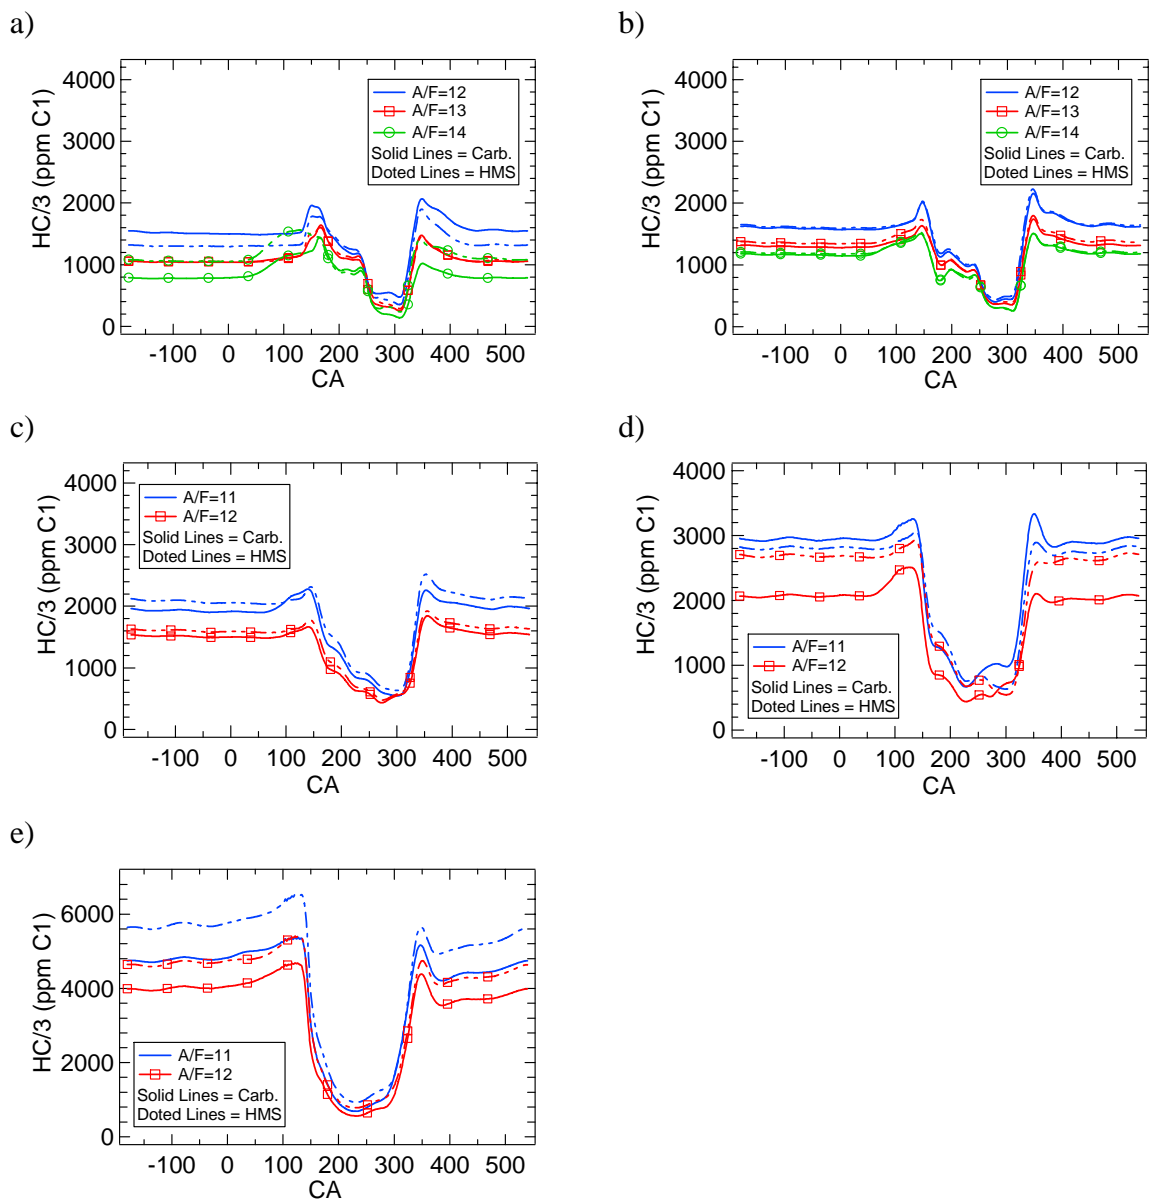 a)
HC/3 (ppm C1)
4000
3000
2000
1000
0
A/F=12
A/F=13
A/F=14
Solid Lines = Carb.
Doted Lines = HMS
-100 0 100 200 300 400 500
CA
b)
HC/3 (ppm C1)
4000
3000
2000
1000
0
A/F=12
A/F=13
A/F=14
Solid Lines = Carb.
Doted Lines = HMS
-100 0 100 200 300 400 500
CA
c)
HC/3 (ppm C1)
4000
3000
2000
1000
0
A/F=11
A/F=12
Solid Lines = Carb.
Doted Lines = HMS
-100 0 100 200 300 400 500
CA
d)
HC/3 (ppm C1)
4000
3000
2000
1000
0
A/F=11
A/F=12
Solid Lines = Carb.
Doted Lines = HMS
-100 0 100 200 300 400 500
CA
e)
HC/3 (ppm C1)
6000
4000
2000
0
A/F=11
A/F=12
Solid Lines = Carb.
Doted Lines = HMS
-100 0 100 200 300 400 500
CA